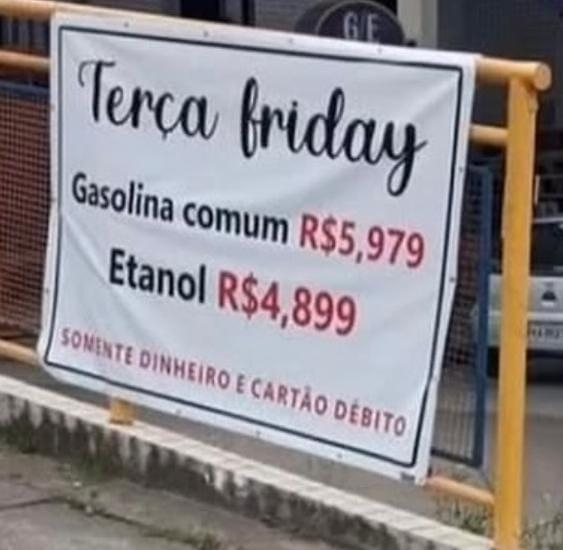 G/E
Terça friday
Gasolina comum R$5,979
Etanol R$4,899
SOMENTE DINHEIRO E CARTÃO DÉBITO